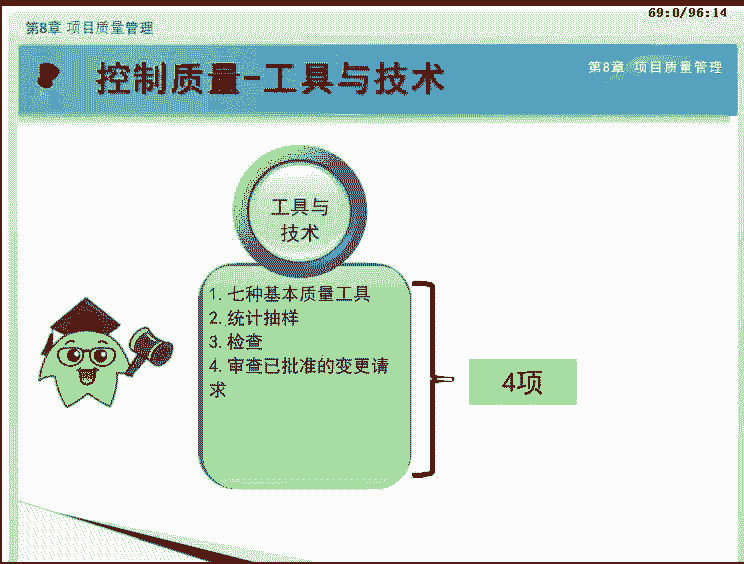 69:0/96:14
第8章 项目质量管理
控制质量-工具与技术
第8章 项目质量管理
工具与
技术
1. 七种基本质量工具
2. 统计抽样
3. 检查
4. 审查已批准的变更请
求
4项